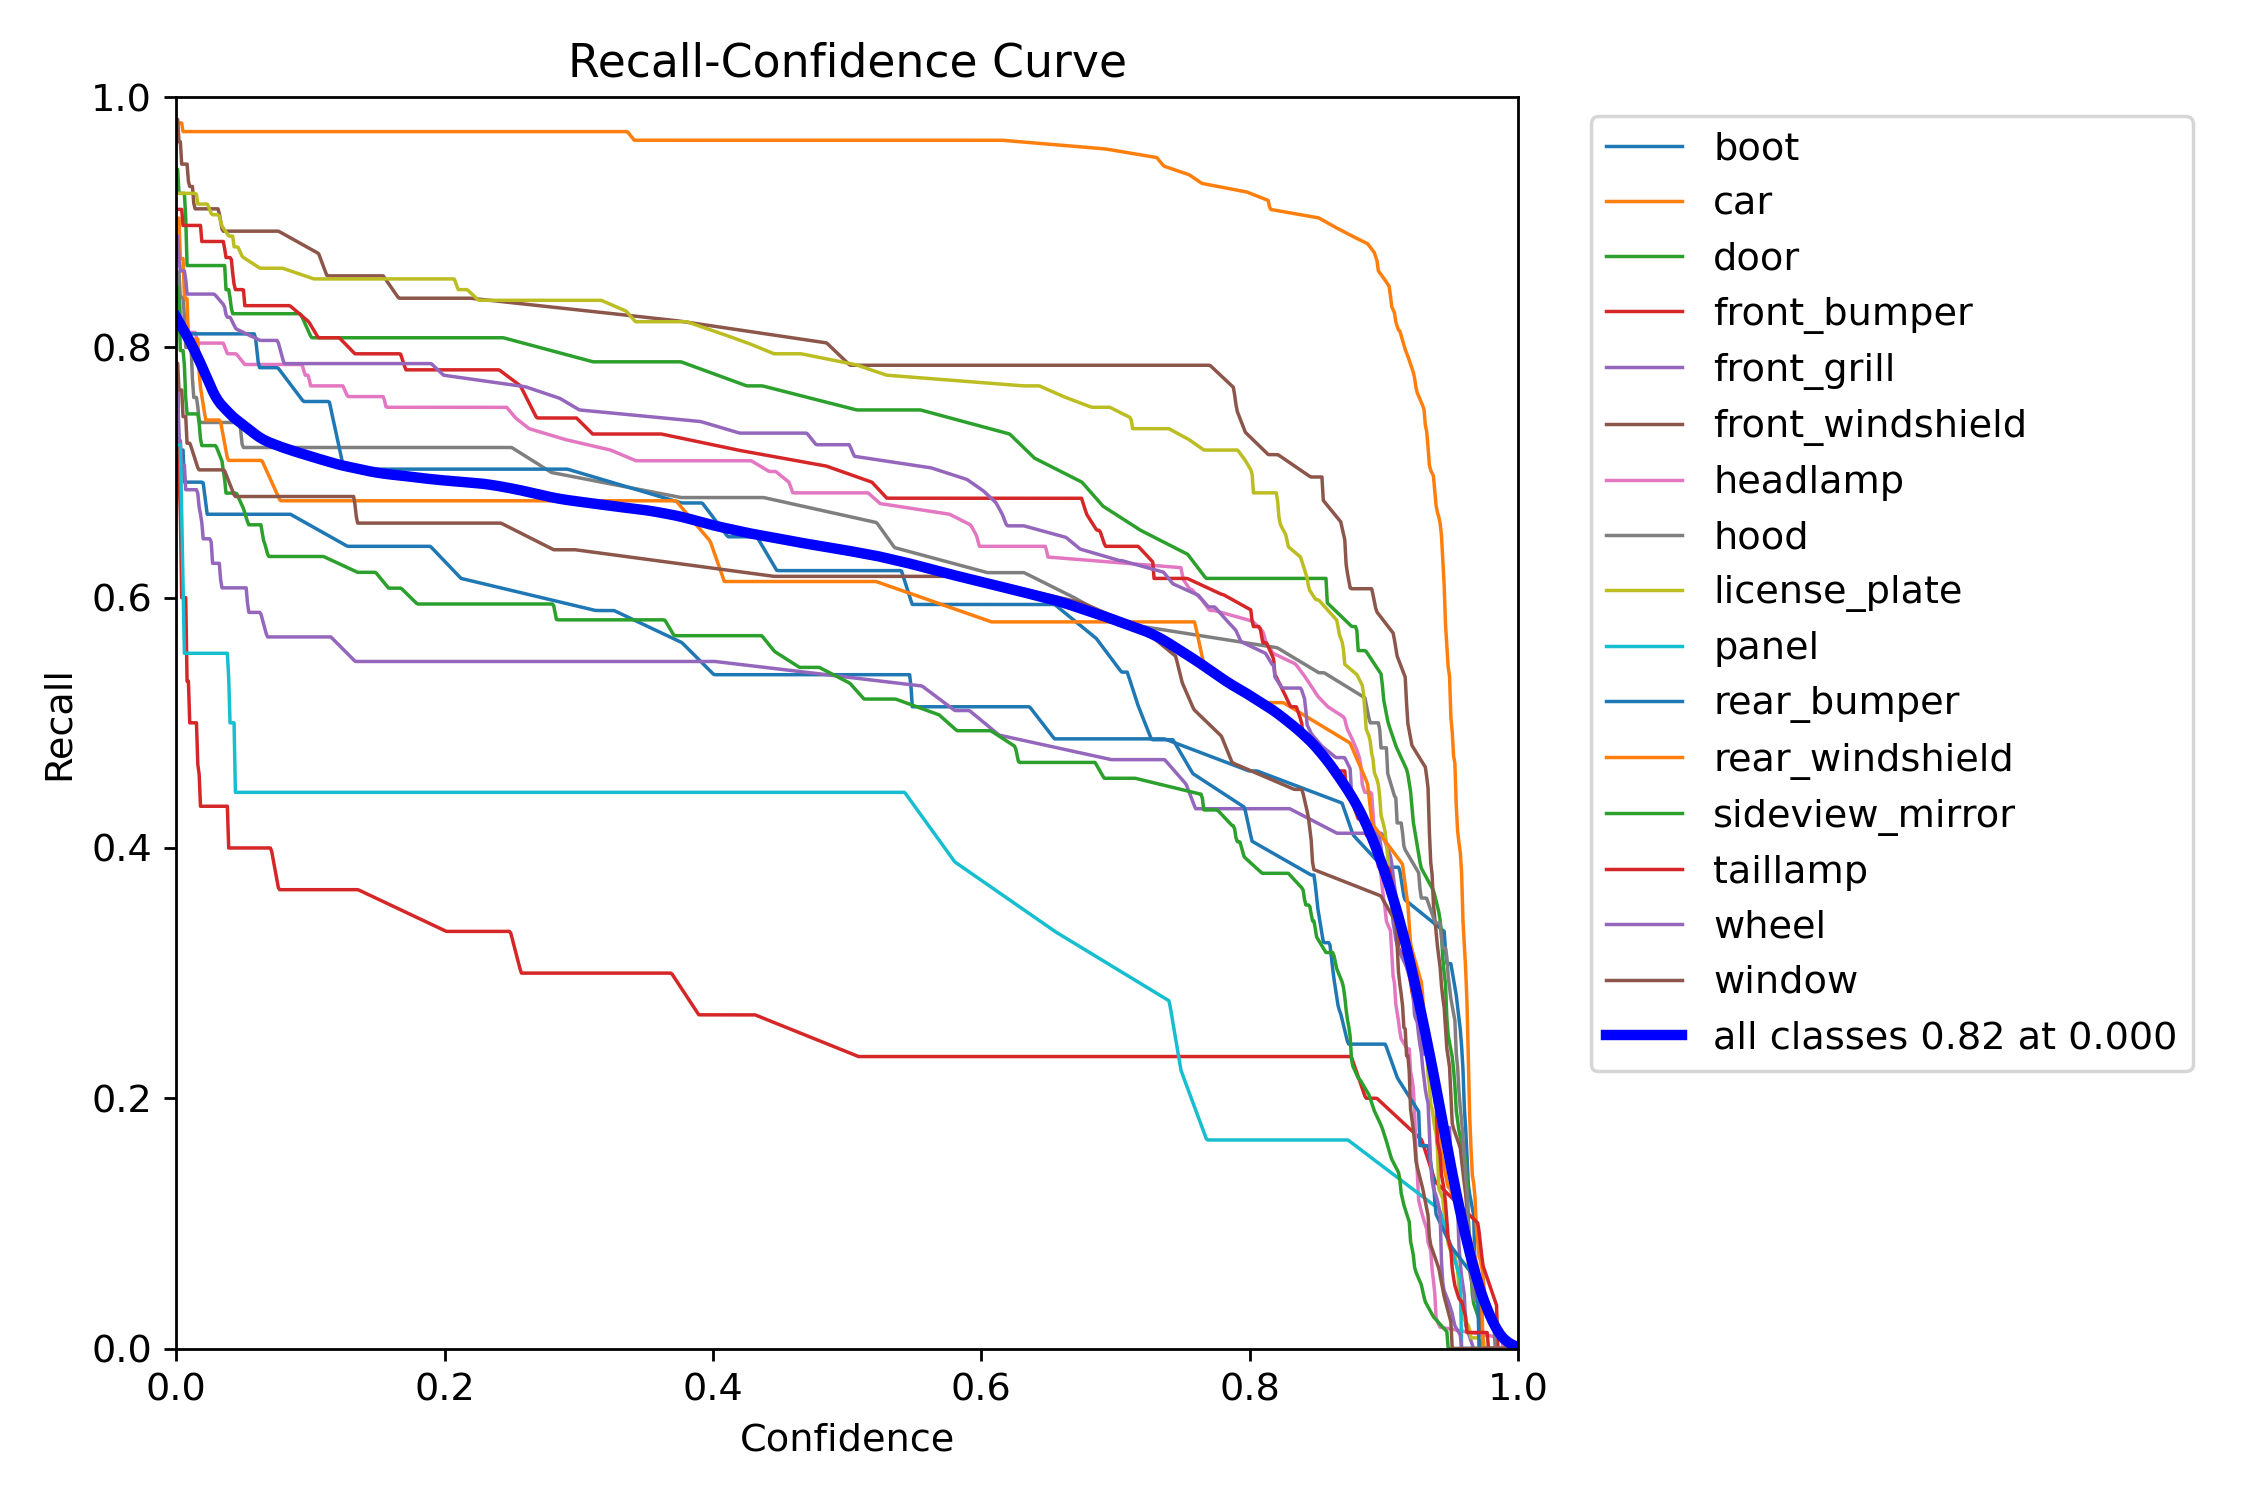 Recall-Confidence Curve
1.0
0.8
0.6
0.4
0.2
0.0
Recall
0.0 0.2 0.4 0.6 0.8 1.0
Confidence
boot
car
door
front_bumper
front_grill
front_windshield
headlamp
hood
license_plate
panel
rear_bumper
rear_windshield
sideview_mirror
taillamp
wheel
window
all classes 0.82 at 0.000